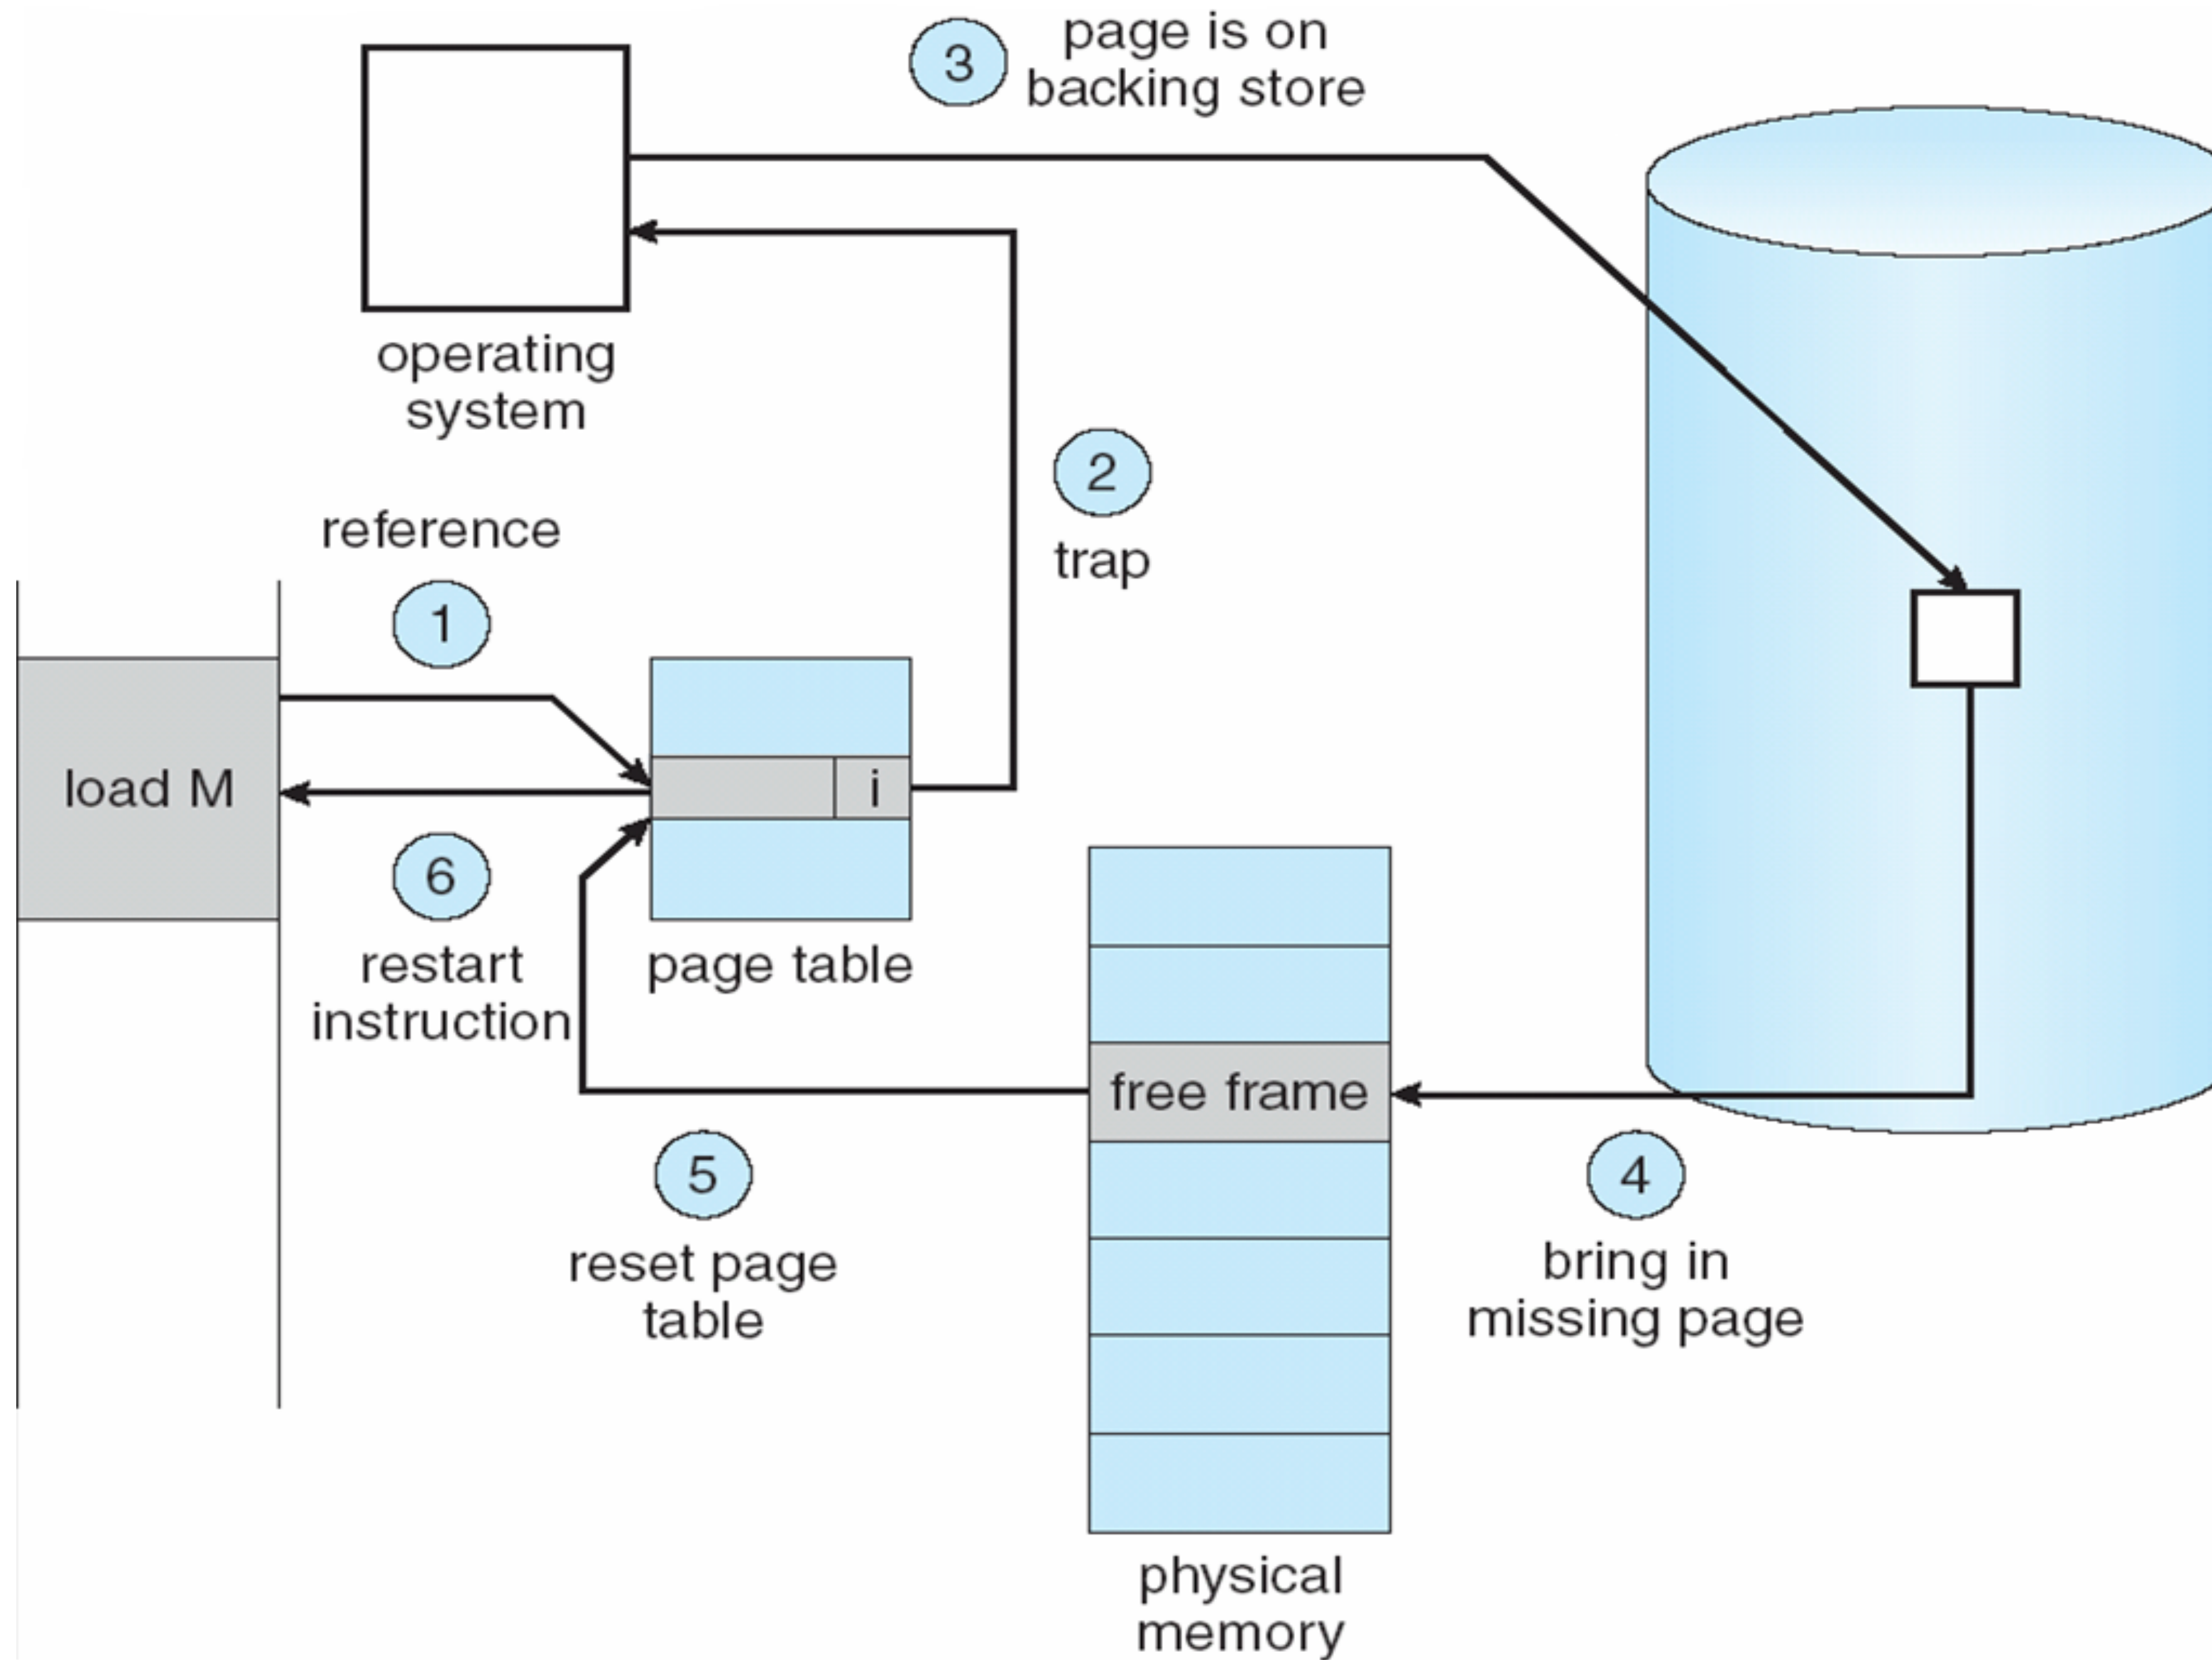 3
page is on
backing store
operating
system
reference
1
2
trap
load M
i
6
restart
instruction
page table
free frame
5
reset page
table
4
bring in
missing page
physical
memory